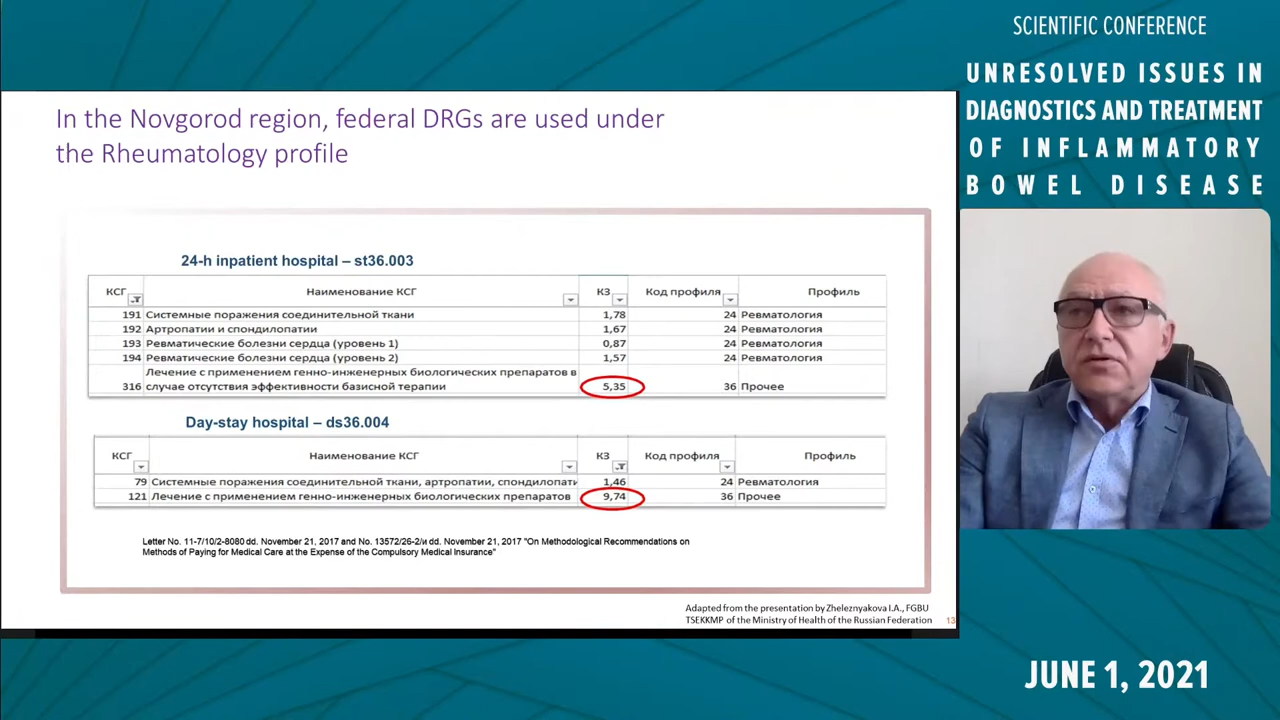 SCIENTIFIC CONFERENCE
UNRESOLVED ISSUES IN
DIAGNOSTICS AND TREATMENT
OF INFLAMMATORY
BOWEL DISEASE
In the Novgorod region, federal DRGs are used under
the Rheumatology profile
24-h inpatient hospital – st36.003
КСГ Наименование КСГ КЗ Код профиля Профиль
191 Системные поражения соединительной ткани 1,78 24 Ревматология
192 Артропатии и спондилопатии 1,67 24 Ревматология
193 Ревматические болезни сердца (уровень 1) 0,87 24 Ревматология
194 Ревматические болезни сердца (уровень 2) 1,57 24 Ревматология
Лечение с применением генно-инженерных биологических препаратов в
316 случае отсутствия эффективности базисной терапии 5,35 36 Прочее
Day-stay hospital – ds36.004
КСГ Наименование КСГ КЗ Код профиля Профиль
79 Системные поражения соединительной ткани, артропатии, спондилопати 1,46 24 Ревматология
121 Лечение с применением генно-инженерных биологических препаратов 9,74 36 Прочее
Letter No. 11-7/10/2-8080 dd. November 21, 2017 and No. 13572/26-2/и dd. November 21, 2017 "On Methodological Recommendations on
Methods of Paying for Medical Care at the Expense of the Compulsory Medical Insurance"
Adapted from the presentation by Zheleznyakova I.A., FGBU
TSEKKMP of the Ministry of Health of the Russian Federation 13
JUNE 1, 2021